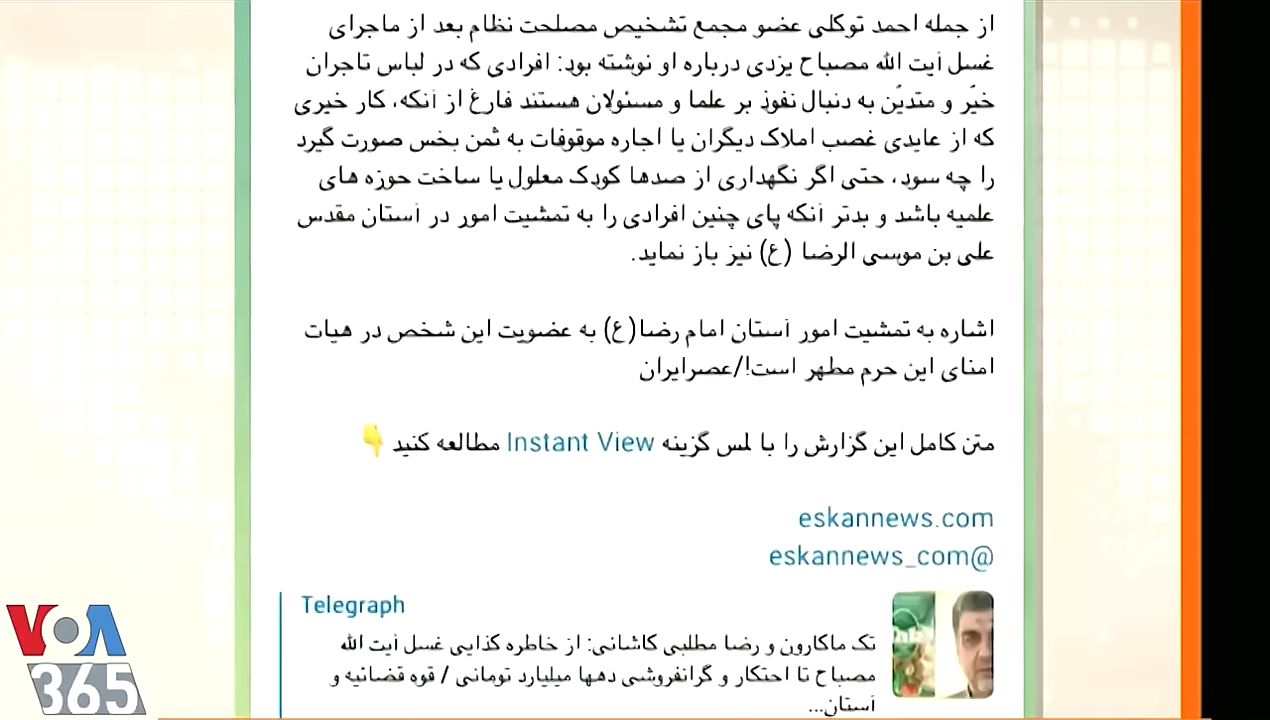 از جمله احمد توکلی عضو مجمع تشخیص مصلحت نظام بعد از ماجرای
غسل آیت الله مصباح یزدی درباره او نوشته بود: افرادی که در لباس تاجران
خیّر و متدیّن به دنبال نفوذ بر علما و مسئولان هستند فارغ از آنکه، کار خیری
که از عایدی غصب املاک دیگران یا اجاره موقوفات به ثمن بخس صورت گیرد
را چه سود، حتی اگر نگهداری از صدها کودک معلول یا ساخت حوزه های
علمیه باشد و بدتر آنکه پای چنین افرادی را به تمشیت امور در آستان مقدس
علی بن موسی الرضا (ع) نیز باز نماید.
اشاره به تمشیت امور آستان امام رضا(ع) به عضویت این شخص در هیات
امنای این حرم مطهر است!/عصرایران
متن کامل این گزارش را با لمس گزینه Instant View مطالعه کنید 👇
eskannews.com
@eskannews_com
Telegraph
تک ماکارون و رضا مطلبی کاشانی: از خاطره کذایی غسل آیت الله
مصباح تا احتکار و گرانفروشی دهها میلیارد تومانی / قوه قضائیه و
آستان...
VOA
365